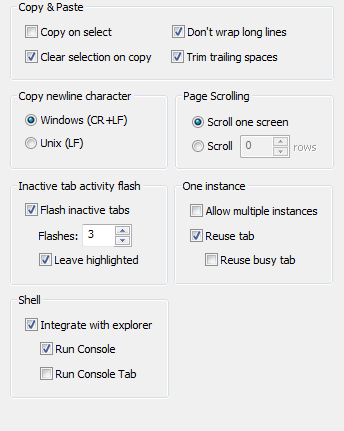 Copy & Paste
Copy on select
Don't wrap long lines
Clear selection on copy
Trim trailing spaces
Copy newline character
Page Scrolling
Windows (CR+LF)
Scroll one screen
Unix (LF)
Scroll 0 rows
Inactive tab activity flash
One instance
Flash inactive tabs
Allow multiple instances
Flashes: 3
Reuse tab
Leave highlighted
Reuse busy tab
Shell
Integrate with explorer
Run Console
Run Console Tab